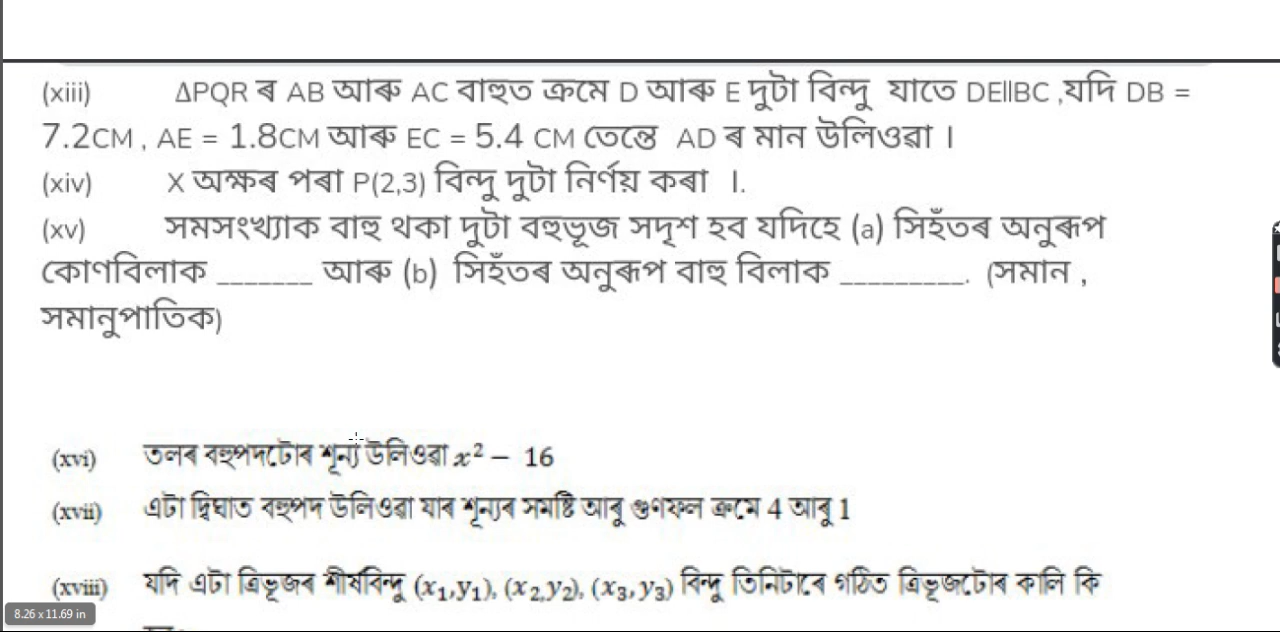 (xiii) ΔPQR ৰ AB আৰু AC বাহুত ক্ৰমে D আৰু E দুটা বিন্দু যাতে DE||BC ,যদি DB =
7.2CM , AE = 1.8CM আৰু EC = 5.4 CM তেন্তে AD ৰ মান উলিওৱা ।
(xiv) X অক্ষৰ পৰা P(2,3) বিন্দু দুটা নিৰ্ণয় কৰা ।.
(xv) সমসংখ্যাক বাহু থকা দুটা বহুভূজ সদৃশ হব যদিহে (a) সিহঁতৰ অনুৰূপ
কোণবিলাক _______ আৰু (b) সিহঁতৰ অনুৰূপ বাহু বিলাক _________. (সমান ,
সমানুপাতিক)
(xvi) তলৰ বহুপদটোৰ শূন্য উলিওৱা x² − 16
(xvii) এটা দ্বিঘাত বহুপদ উলিওৱা যাৰ শূন্যৰ সমষ্টি আৰু গুণফল ক্ৰমে 4 আৰু 1
(xviii) যদি এটা ত্ৰিভূজৰ শীৰ্ষবিন্দু (x₁,y₁), (x₂,y₂), (x₃,y₃) বিন্দু তিনিটাৰে গঠিত ত্ৰিভূজটোৰ কালি কি
8.26 x 11.69 in